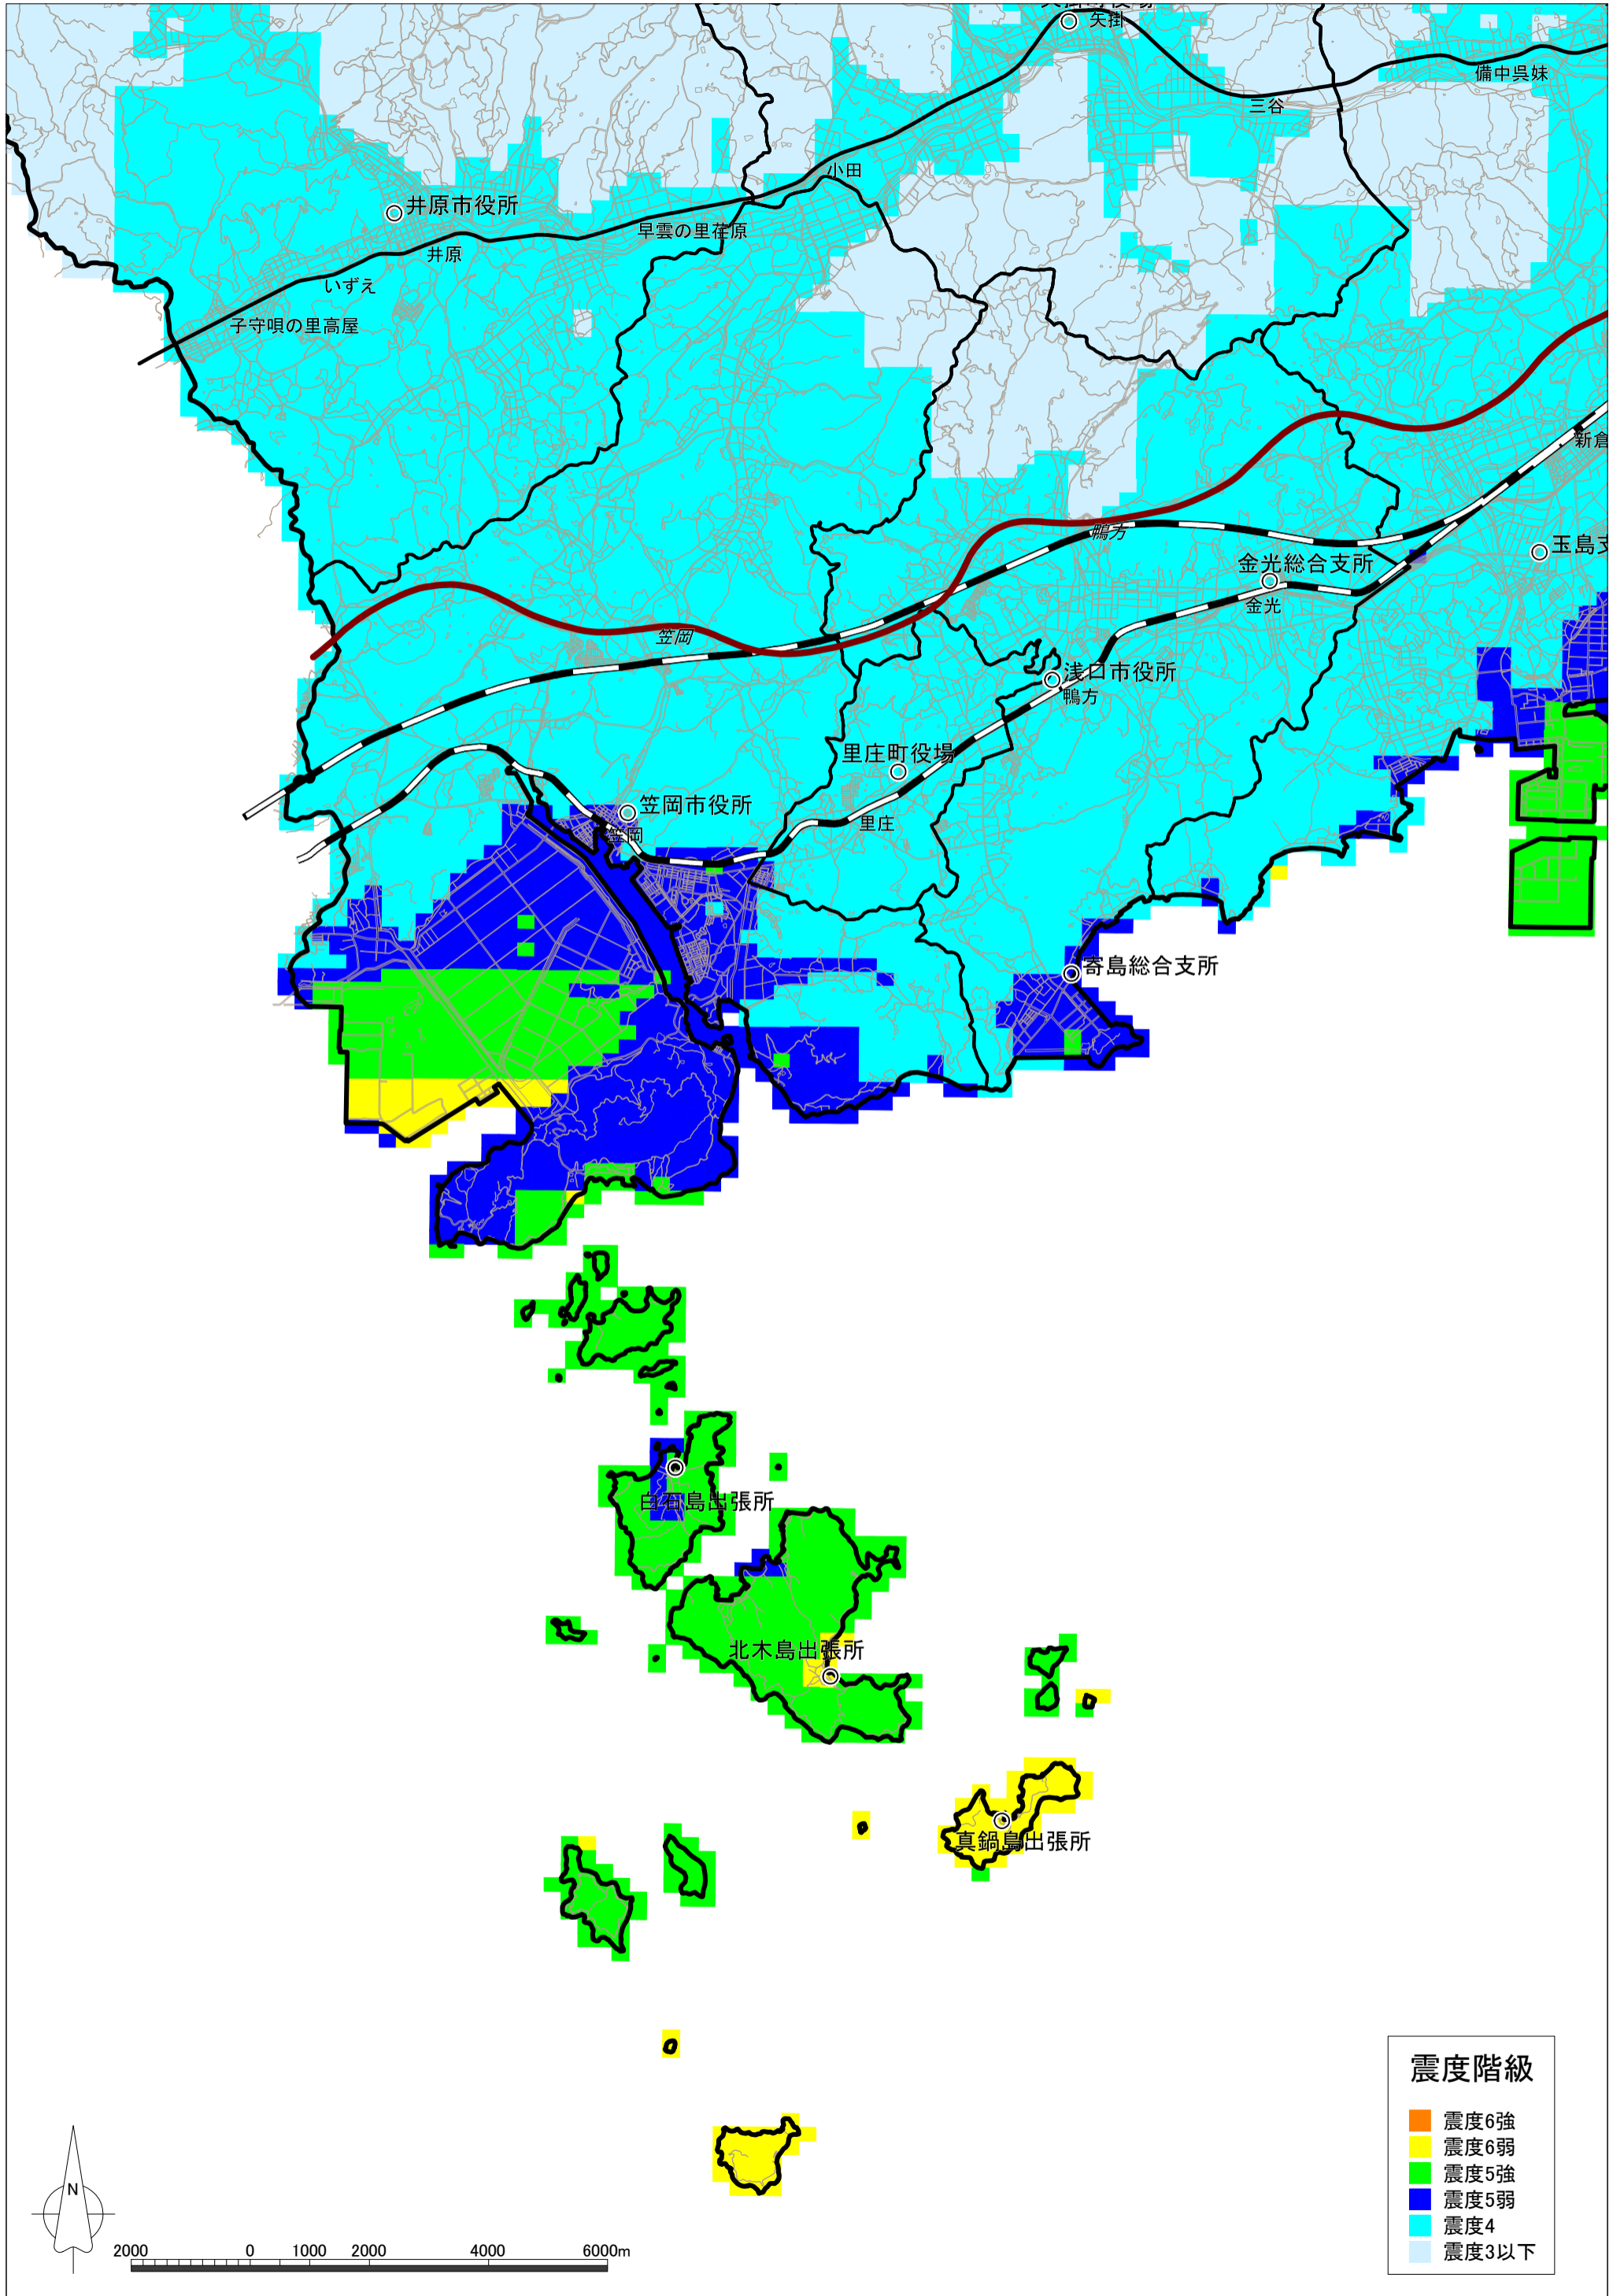 矢掛町役場
矢掛
備中呉妹
三谷
小田
井原市役所
早雲の里荏原
井原
いずえ
子守唄の里高屋
新倉
鴨方
玉島支
金光総合支所
金光
笠岡
浅口市役所
鴨方
里庄町役場
笠岡市役所
里庄
笠岡
寄島総合支所
白石島出張所
北木島出張所
真鍋島出張所
震度階級
震度6強
震度6弱
震度5強
震度5弱
震度4
震度3以下
N
2000 0 1000 2000 4000 6000m